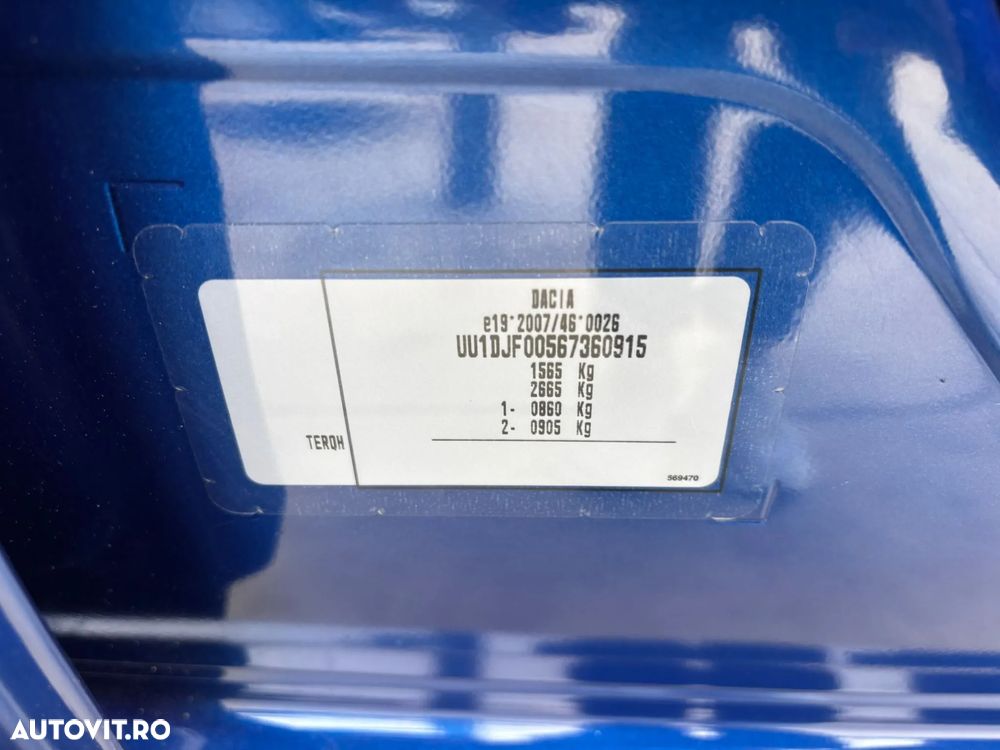 DACIA
e19*2007/46*0026
UU1DJF00567360915
1565 Kg
2665 Kg
1- 0860 Kg
2- 0905 Kg
TERQH
569470
AUTOVIT.RO